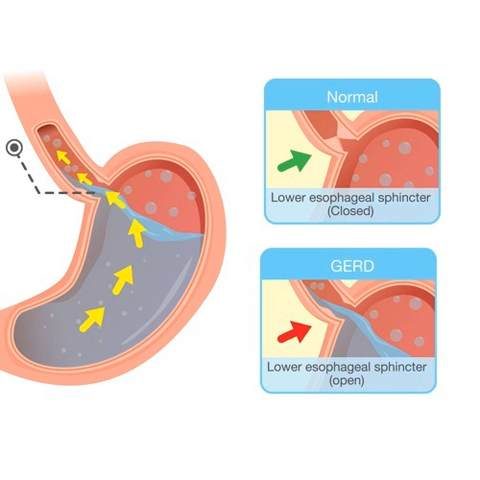 Normal
Lower esophageal sphincter
(Closed)
GERD
Lower esophageal sphincter
(open)